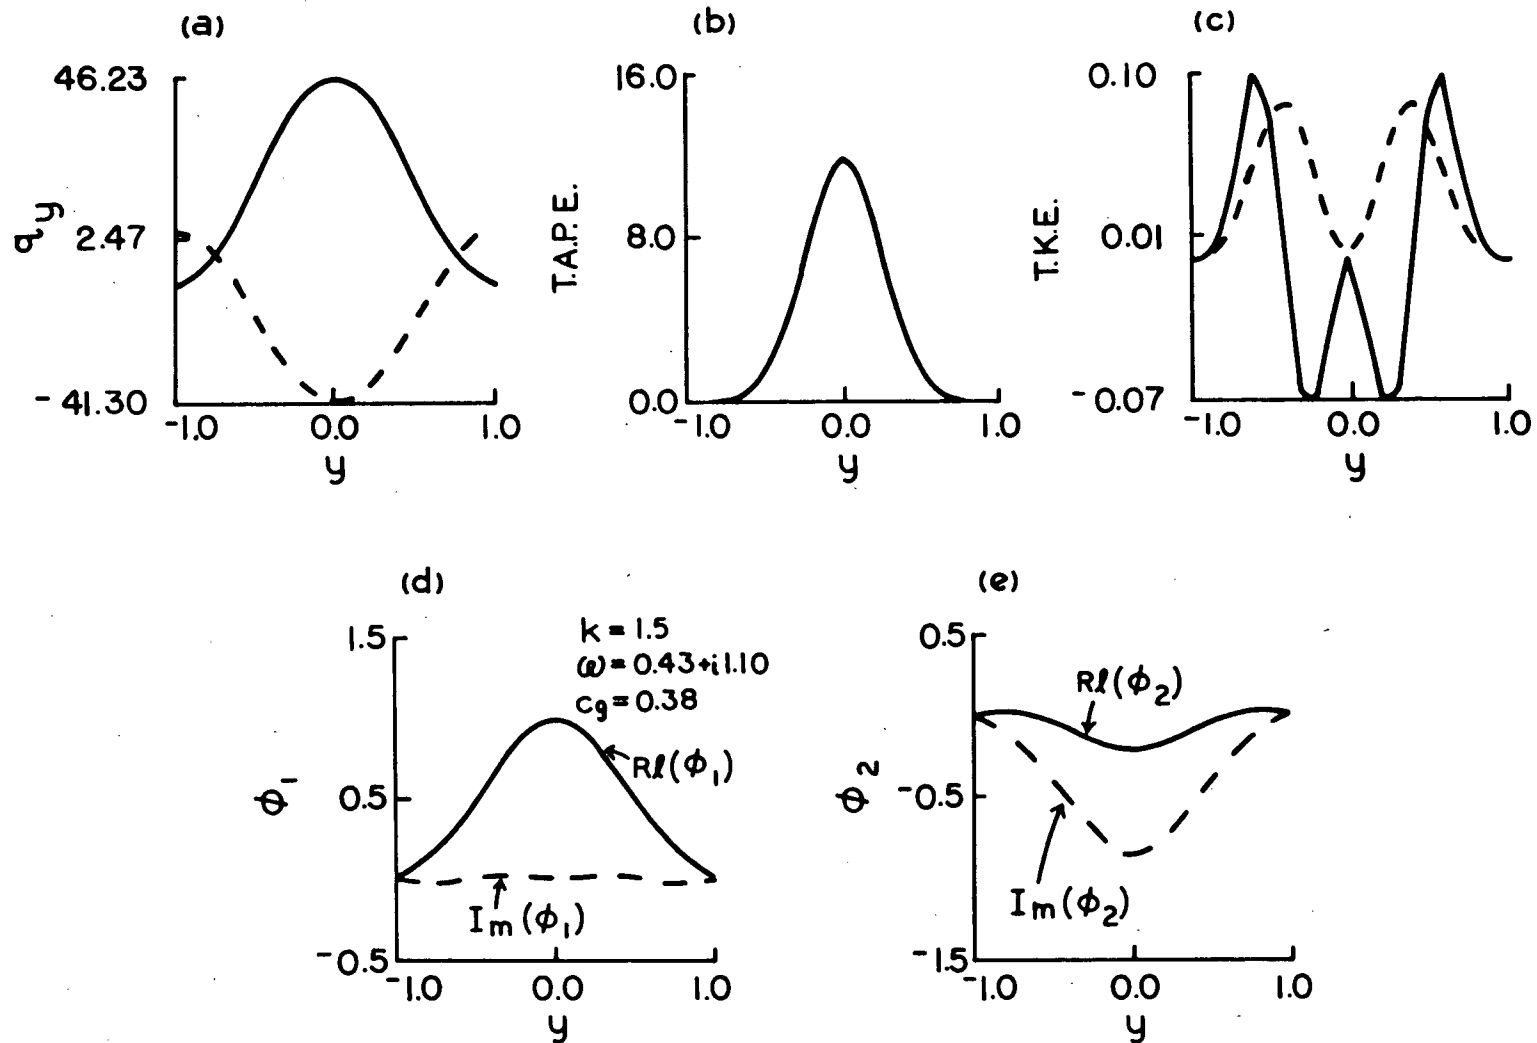 (a)
46.23
2.47
-41.30
qy
-1.0 0.0 1.0
y
(b)
16.0
8.0
0.0
T.A.P.E.
-1.0 0.0 1.0
y
(c)
0.10
0.01
-0.07
T.K.E.
-1.0 0.0 1.0
y
(d)
1.5
0.5
-0.5
ϕ1
k = 1.5
ω = 0.43+i1.10
cg = 0.38
Rl(ϕ1)
Im(ϕ1)
-1.0 0.0 1.0
y
(e)
0.5
-0.5
-1.5
ϕ2
Rl(ϕ2)
Im(ϕ2)
-1.0 0.0 1.0
y